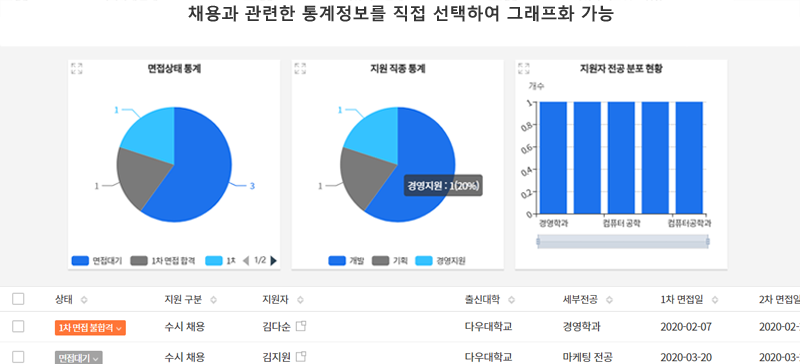 채용과 관련한 통계정보를 직접 선택하여 그래프화 가능
면접상태 통계
1
1
3
면접대기 1차 면접 합격 1차 1/2
지원 직종 통계
1
1
경영지원 : 1(20%)
개발 기획 경영지원
지원자 전공 분포 현황
개수
1
0.8
0.6
0.4
0.2
0
경영학과 컴퓨터 공학 컴퓨터공학과
상태 지원 구분 지원자 출신대학 세부전공 1차 면접일 2차 면접일
1차 면접 불합격 수시 채용 김다순 다우대학교 경영학과 2020-02-07 2020-02-
면접대기 수시 채용 김지원 다우대학교 마케팅 전공 2020-03-20 2020-03-